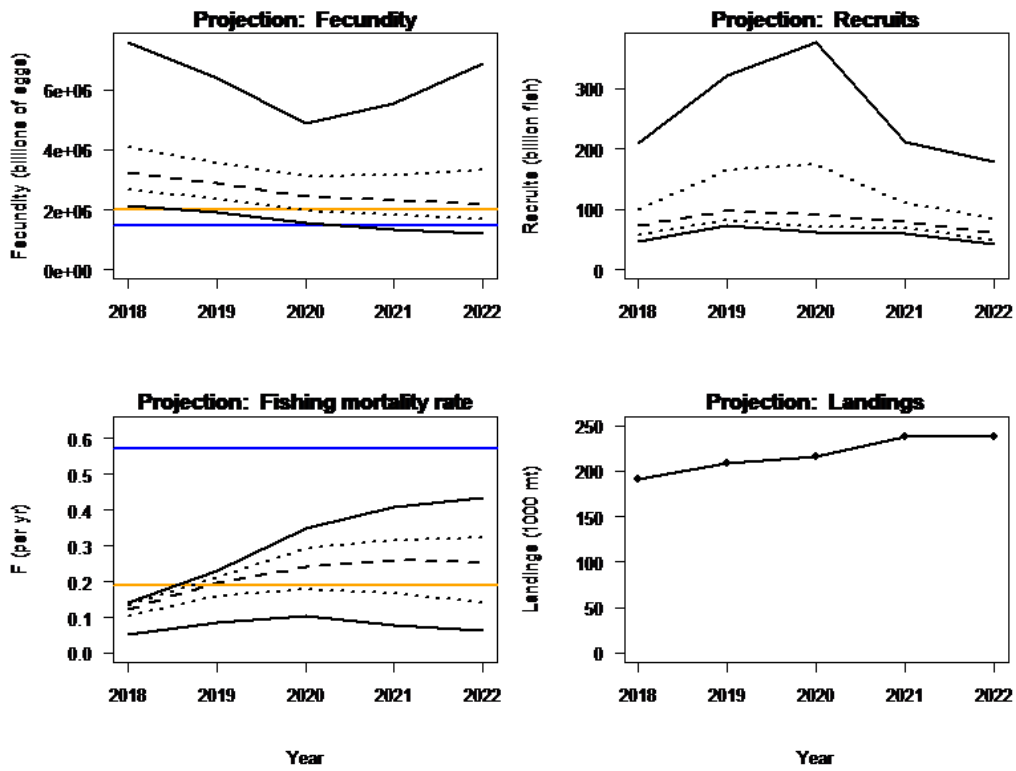 Projection: Fecundity
Fecundity (billions of eggs)
6e+06
4e+06
2e+06
0e+00
2018 2019 2020 2021 2022
Projection: Recruits
Recruits (billion fish)
300
200
100
0
2018 2019 2020 2021 2022
Projection: Fishing mortality rate
F (per yr)
0.6
0.5
0.4
0.3
0.2
0.1
0.0
2018 2019 2020 2021 2022
Year
Projection: Landings
Landings (1000 mt)
250
200
150
100
50
0
2018 2019 2020 2021 2022
Year